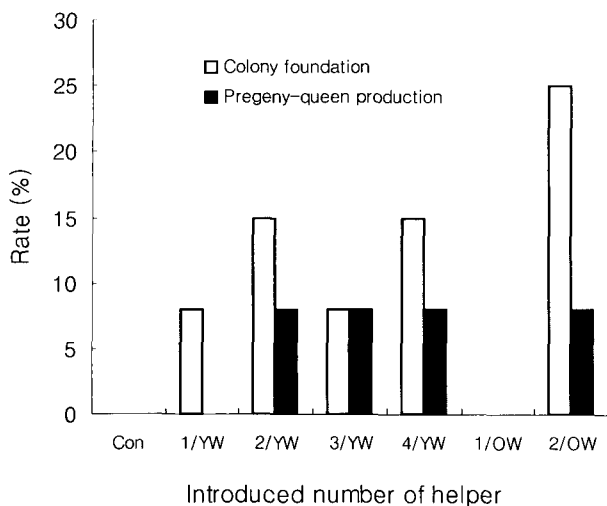 30
25
20
15
10
5
0
Rate (%)
Colony foundation
Pregeny-queen production
Con 1/YW 2/YW 3/YW 4/YW 1/OW 2/OW
Introduced number of helper